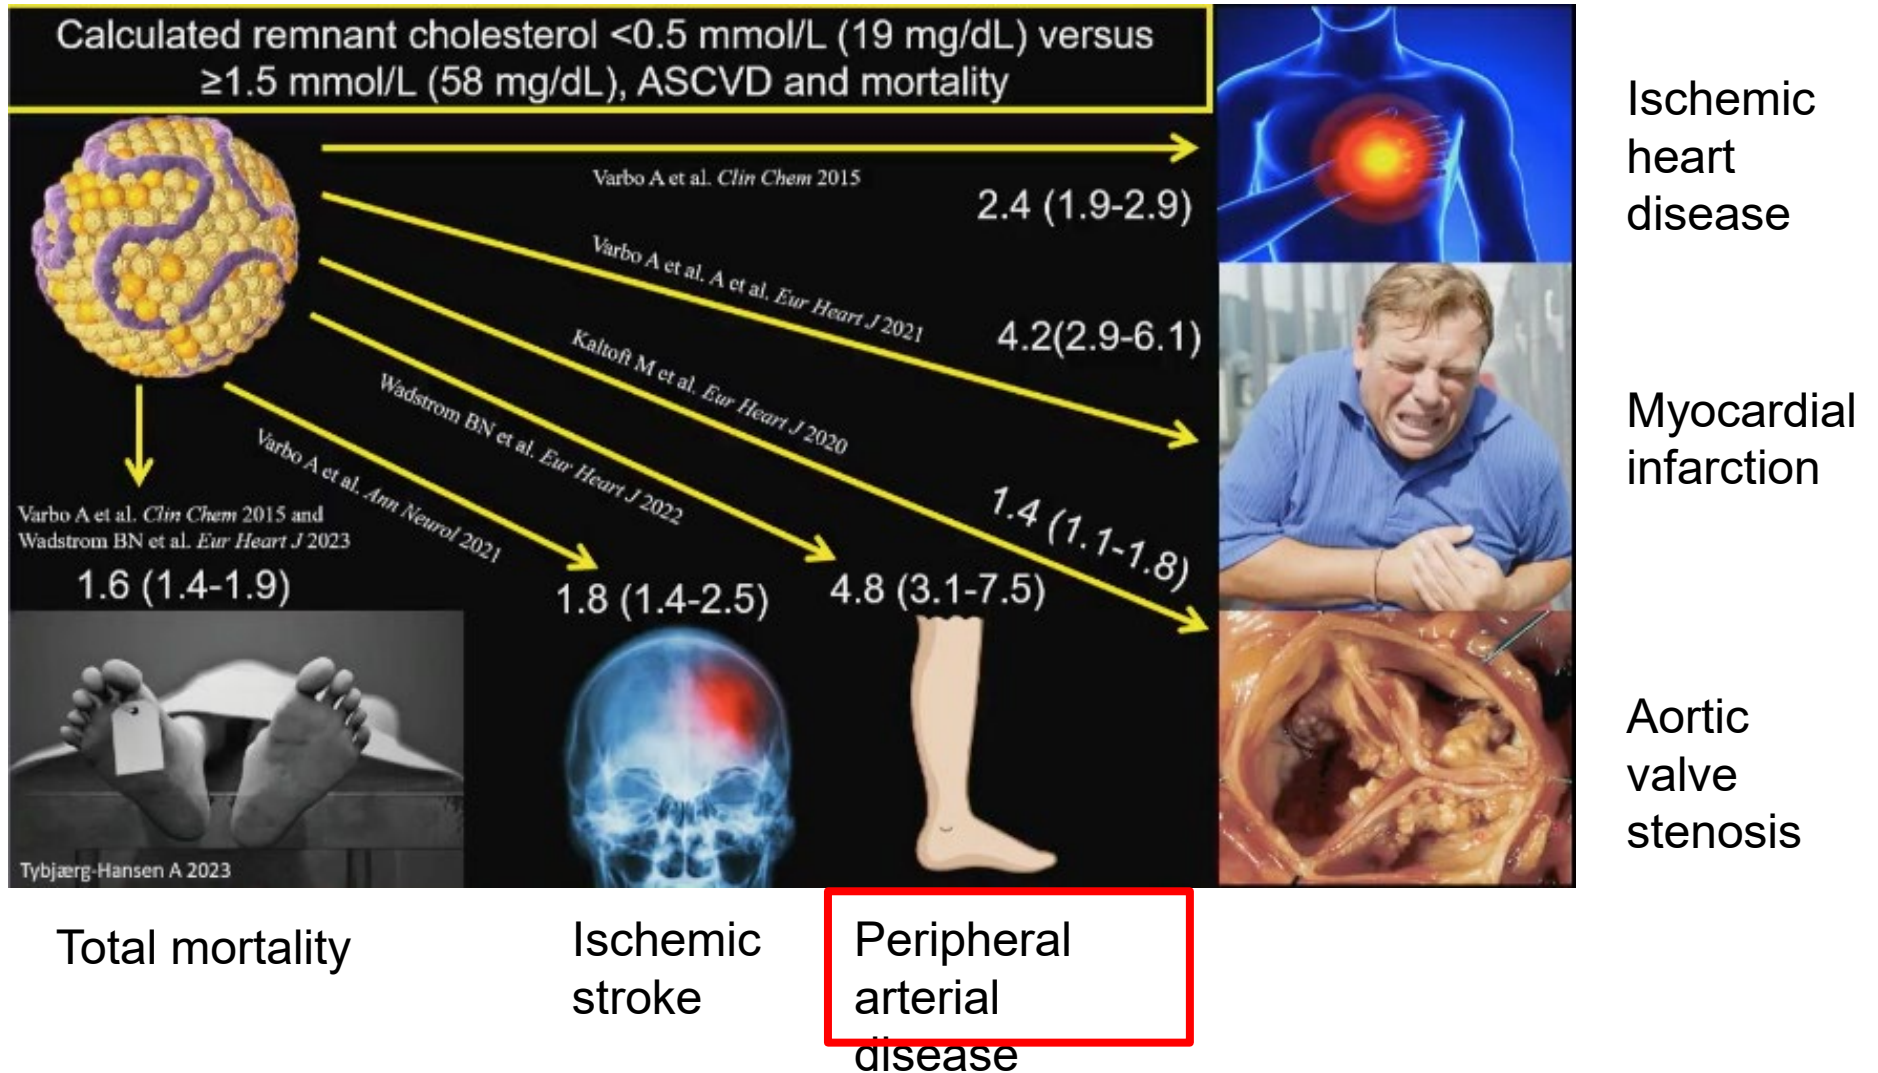 Calculated remnant cholesterol <0.5 mmol/L (19 mg/dL) versus
≥1.5 mmol/L (58 mg/dL), ASCVD and mortality
Varbo A et al. Clin Chem 2015
2.4 (1.9-2.9)
Ischemic
heart
disease
Varbo A et al. A et al. Eur Heart J 2021
4.2(2.9-6.1)
Myocardial
infarction
Kaltoft M et al. Eur Heart J 2020
1.4 (1.1-1.8)
Aortic
valve
stenosis
Wadstrom BN et al. Eur Heart J 2022
4.8 (3.1-7.5)
Varbo A et al. Ann Neurol 2021
1.8 (1.4-2.5)
Varbo A et al. Clin Chem 2015 and
Wadstrom BN et al. Eur Heart J 2023
1.6 (1.4-1.9)
Tybjærg-Hansen A 2023
Total mortality
Ischemic
stroke
Peripheral
arterial
disease